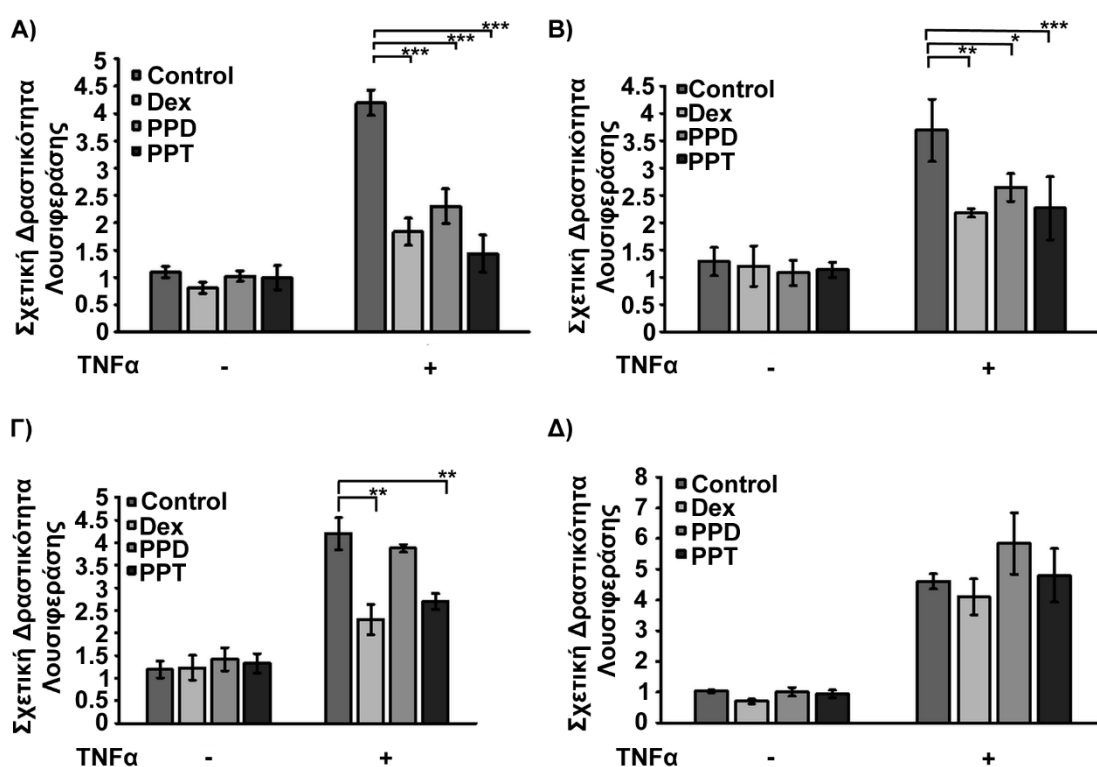 Α)
***
***
***
Σχετική Δραστικότητα
Λουσιφεράσης
5
4.5
4
3.5
3
2.5
2
1.5
1
0.5
0
Control
Dex
PPD
PPT
TNFα
-
+
Β)
***
*
**
Σχετική Δραστικότητα
Λουσιφεράσης
4.5
4
3.5
3
2.5
2
1.5
1
0.5
0
Control
Dex
PPD
PPT
TNFα
-
+
Γ)
**
**
Σχετική Δραστικότητα
Λουσιφεράσης
5
4.5
4
3.5
3
2.5
2
1.5
1
0.5
0
Control
Dex
PPD
PPT
TNFα
-
+
Δ)
Σχετική Δραστικότητα
Λουσιφεράσης
8
7
6
5
4
3
2
1
0
Control
Dex
PPD
PPT
TNFα
-
+